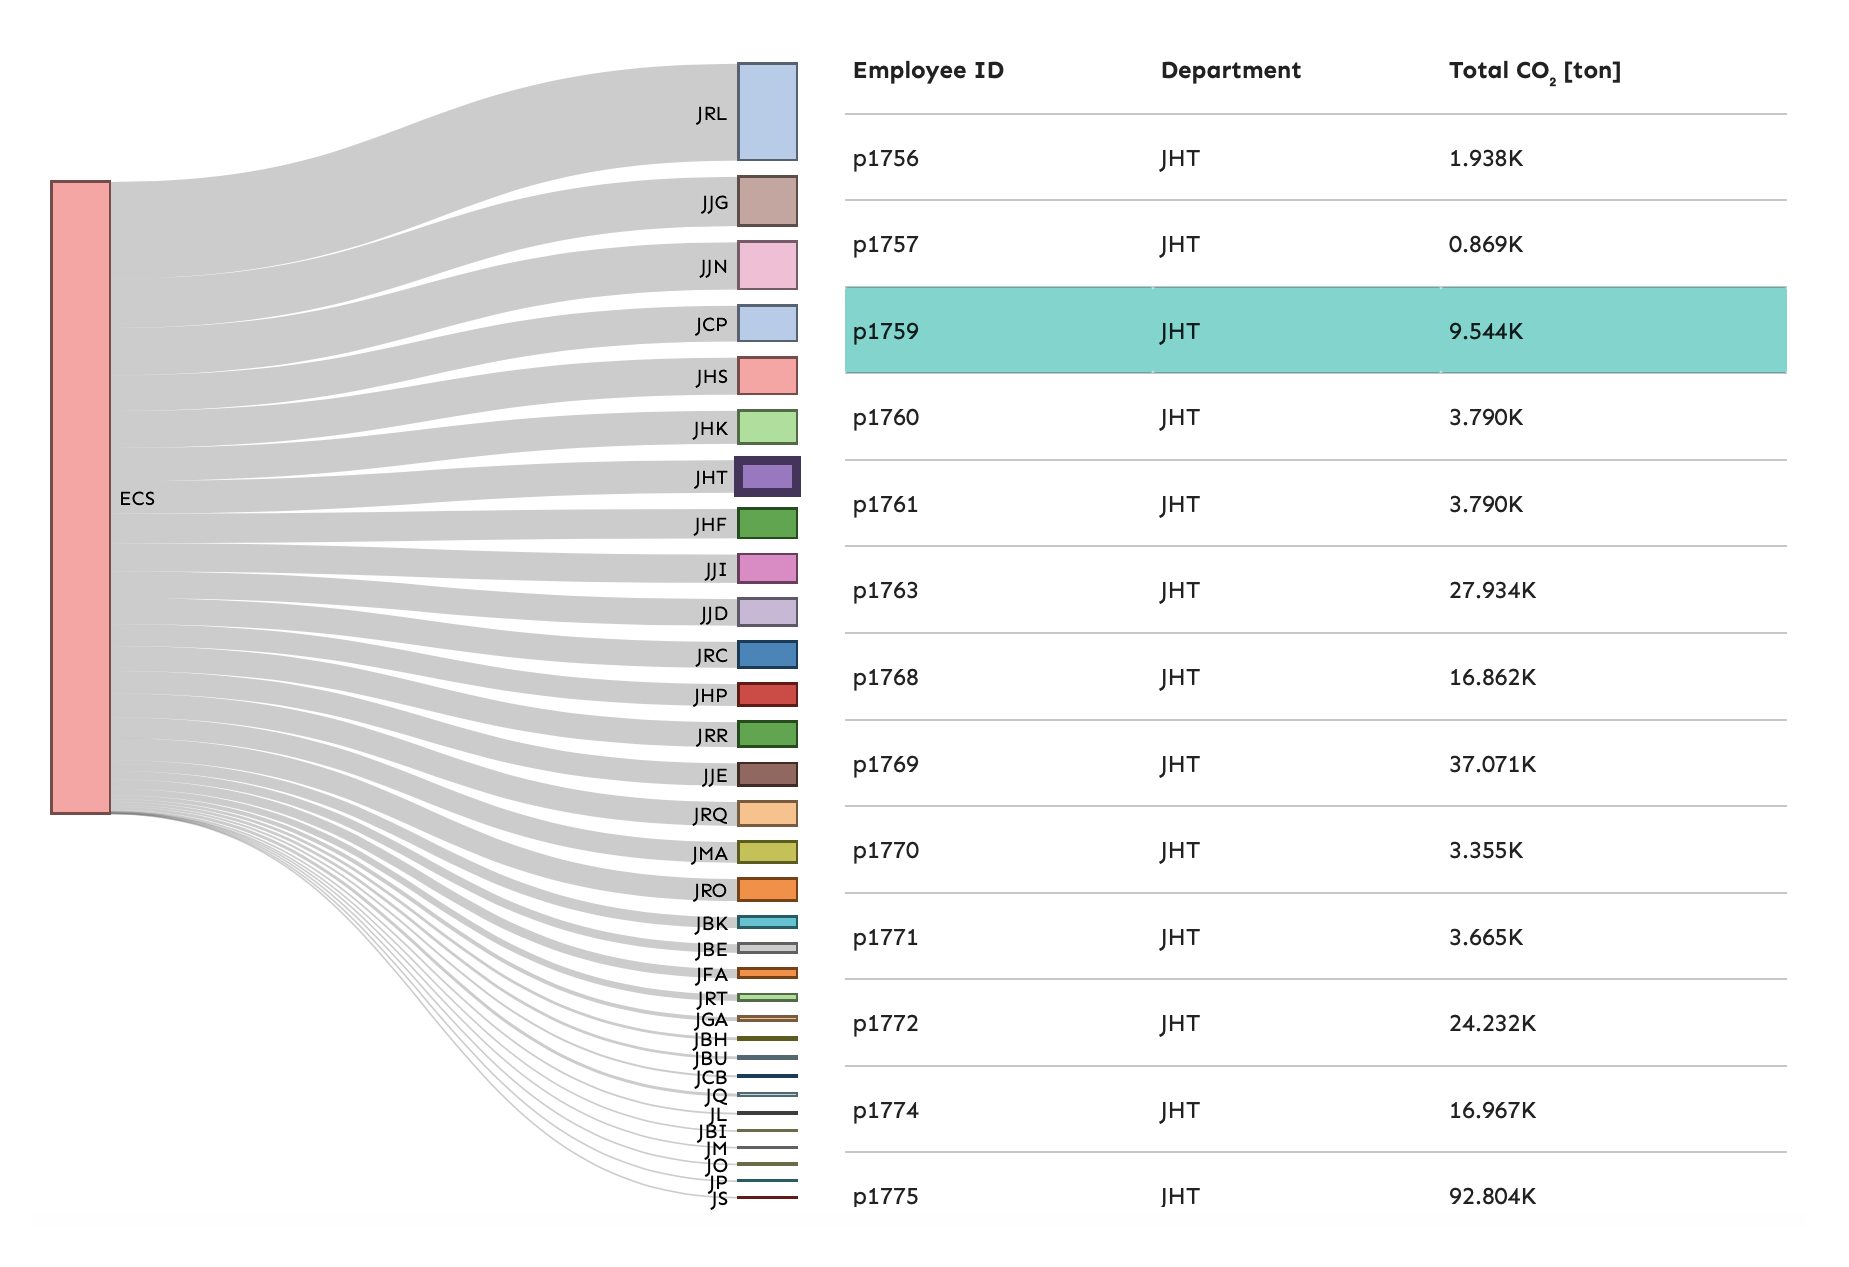 JRL
JJG
JJN
JCP
JHS
JHK
JHT
ECS
JHF
JJI
JJD
JRC
JHP
JRR
JJE
JRQ
JMA
JRO
JBK
JBE
JFA
JRT
JGA
JBH
JBU
JCB
JQ
JL
JBI
JM
JO
JP
JS
Employee ID Department Total CO₂ [ton]
p1756 JHT 1.938K
p1757 JHT 0.869K
p1759 JHT 9.544K
p1760 JHT 3.790K
p1761 JHT 3.790K
p1763 JHT 27.934K
p1768 JHT 16.862K
p1769 JHT 37.071K
p1770 JHT 3.355K
p1771 JHT 3.665K
p1772 JHT 24.232K
p1774 JHT 16.967K
p1775 JHT 92.804K